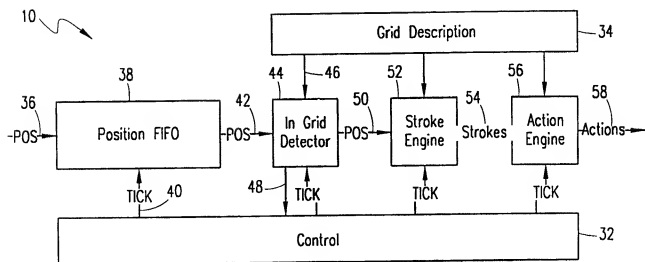 10
Grid Description
34
38
44
46
52
56
36
42
50
54
58
POS
Position FIFO
POS
In Grid
Detector
POS
Stroke
Engine
Strokes
Action
Engine
Actions
TICK
40
48
TICK
TICK
TICK
Control
32